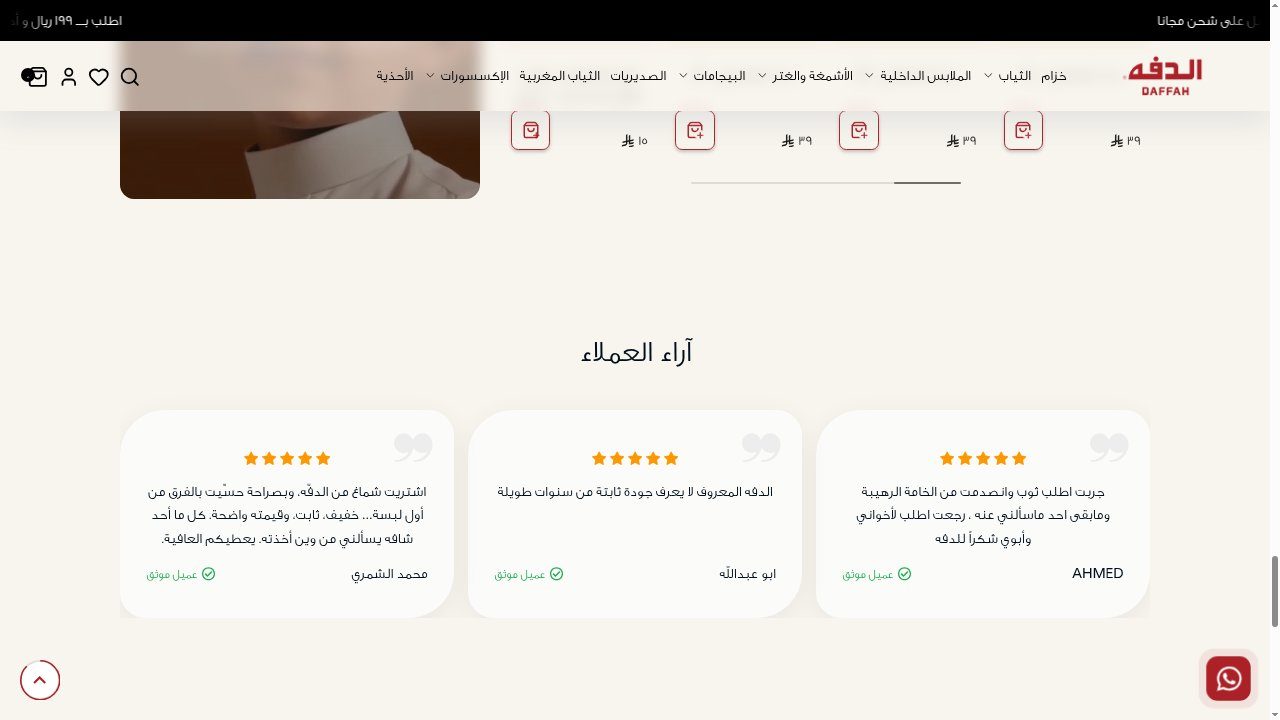 على شحن مجانا
اطلب بـ ١٩٩ ريال و
الدفه
DAFFAH
خزام
الثياب
الملابس الداخلية
الأشمغة والغتر
البيجامات
الصديريات
الثياب المغربية
الإكسسورات
الأحذية
٣٩
٣٩
٣٩
١٥
آراء العملاء
جربت اطلب ثوب وانصدمت من الخامة الرهيبة
ومابقى احد ماسألني عنه . رجعت اطلب لأخواني
وأبوي شكراً للدفه
AHMED
عميل موثق
الدفه المعروف لا يعرف جودة ثابتة من سنوات طويلة
ابو عبداللّه
عميل موثق
اشتريت شماغ من الدفّه، وبصراحة حسّيت بالفرق من
أول لبسة... خفيف، ثابت، وقيمته واضحة. كل ما أحد
شافه يسألني من وين أخذته. يعطيكم العافية.
محمد الشمري
عميل موثق